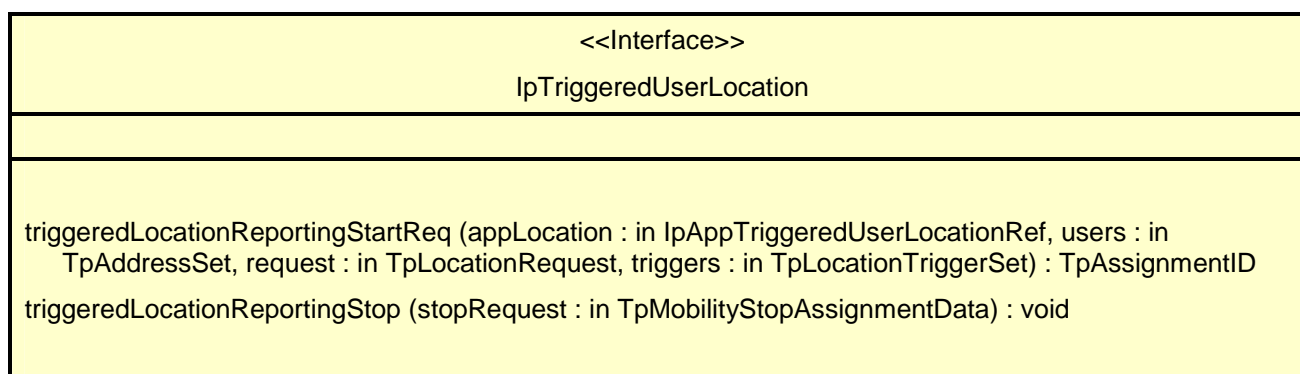 <<Interface>>
IpTriggeredUserLocation
triggeredLocationReportingStartReq (appLocation : in IpAppTriggeredUserLocationRef, users : in
TpAddressSet, request : in TpLocationRequest, triggers : in TpLocationTriggerSet) : TpAssignmentID
triggeredLocationReportingStop (stopRequest : in TpMobilityStopAssignmentData) : void